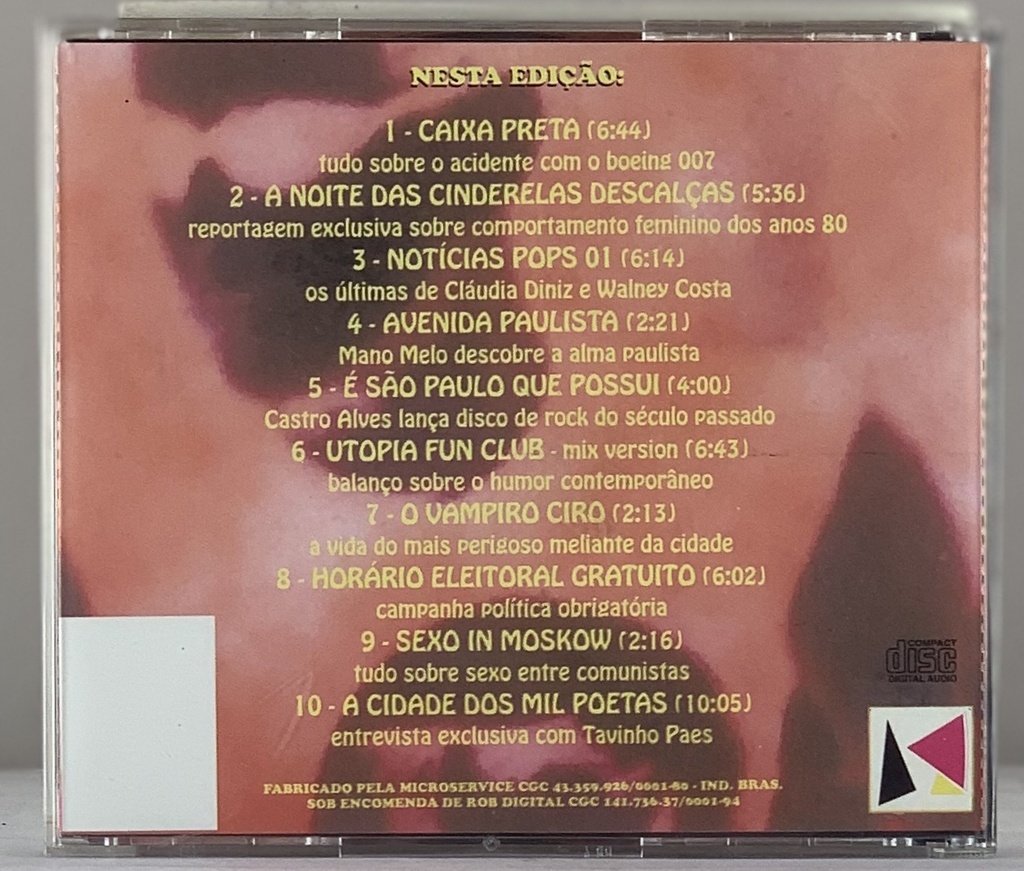 NESTA EDIÇÃO:
1 - CAIXA PRETA (6:44)
tudo sobre o acidente com o boeing 007
2 - A NOITE DAS CINDERELAS DESCALÇAS (5:36)
reportagem exclusiva sobre comportamento feminino dos anos 80
3 - NOTÍCIAS POPS 01 (6:14)
os últimas de Cláudia Diniz e Walney Costa
4 - AVENIDA PAULISTA (2:21)
Mano Melo descobre a alma paulista
5 - É SÃO PAULO QUE POSSUI (4:00)
Castro Alves lança disco de rock do século passado
6 - UTOPIA FUN CLUB - mix version (6:43)
balanço sobre o humor contemporâneo
7 - O VAMPIRO CIRO (2:13)
a vida do mais perigoso meliante da cidade
8 - HORÁRIO ELEITORAL GRATUITO (6:02)
campanha política obrigatória
9 - SEXO IN MOSKOW (2:16)
tudo sobre sexo entre comunistas
10 - A CIDADE DOS MIL POETAS (10:05)
entrevista exclusiva com Tavinho Paes
COMPACT
disc
DIGITAL AUDIO
FABRICADO PELA MICROSERVICE CGC 43.359.926/0001-80 - IND. BRAS.
SOB ENCOMENDA DE ROB DIGITAL CGC 141.736.37/0001-94